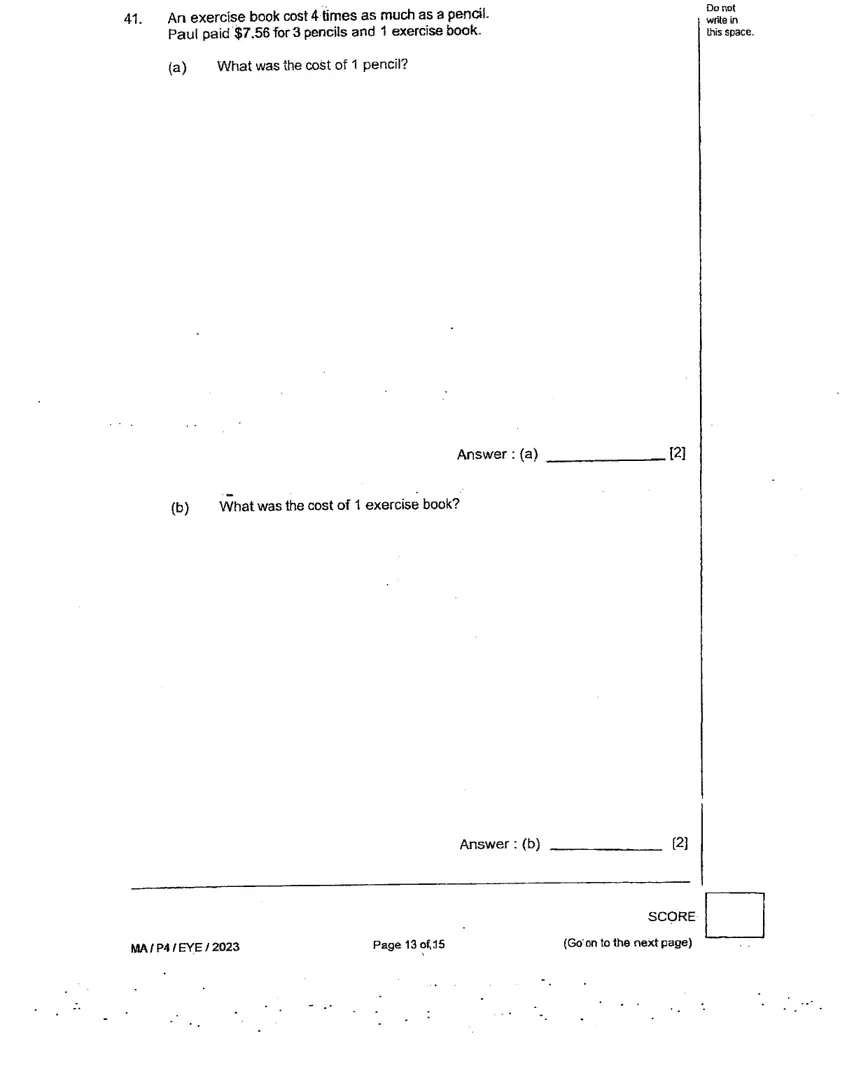 Do not
write in
this space.
41. An exercise book cost 4 times as much as a pencil.
Paul paid $7.56 for 3 pencils and 1 exercise book.
(a) What was the cost of 1 pencil?
Answer : (a) ______________ [2]
(b) What was the cost of 1 exercise book?
Answer : (b) ______________ [2]
SCORE
MA / P4 / EYE / 2023 Page 13 of 15 (Go on to the next page)